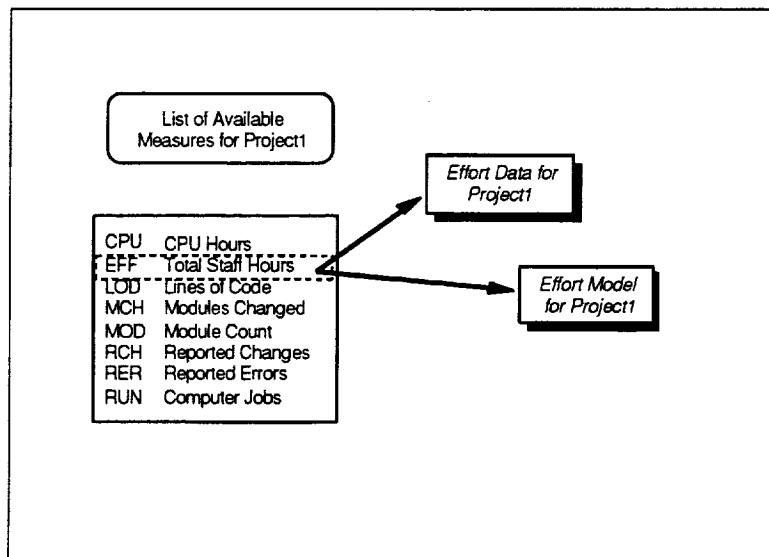 List of Available
Measures for Project1
Effort Data for
Project1
CPU CPU Hours
EFF Total Staff Hours
LOD Lines of Code
MCH Modules Changed
MOD Module Count
RCH Reported Changes
RER Reported Errors
RUN Computer Jobs
Effort Model
for Project1